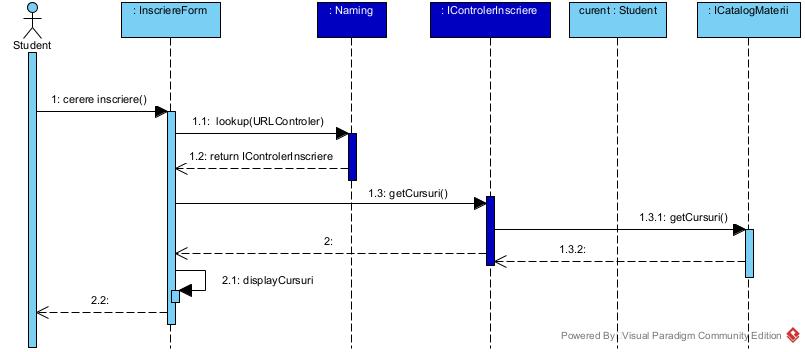 : InscriereForm
: Naming
: IControlerInscriere
curent : Student
: ICatalogMaterii
Student
1: cerere inscriere()
1.1: lookup(URLControler)
1.2: return IControlerInscriere
1.3: getCursuri()
1.3.1: getCursuri()
2:
1.3.2:
2.1: displayCursuri
2.2:
Powered By Visual Paradigm Community Edition